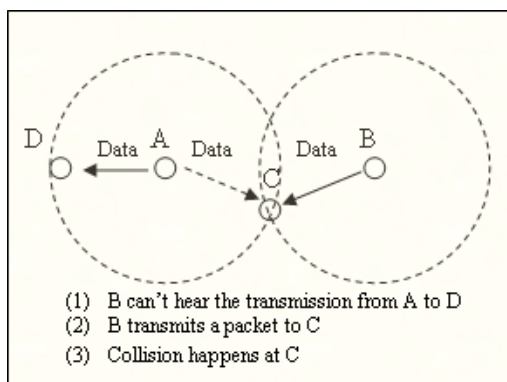 D A B
Data Data Data
C
(1) B can't hear the transmission from A to D
(2) B transmits a packet to C
(3) Collision happens at C